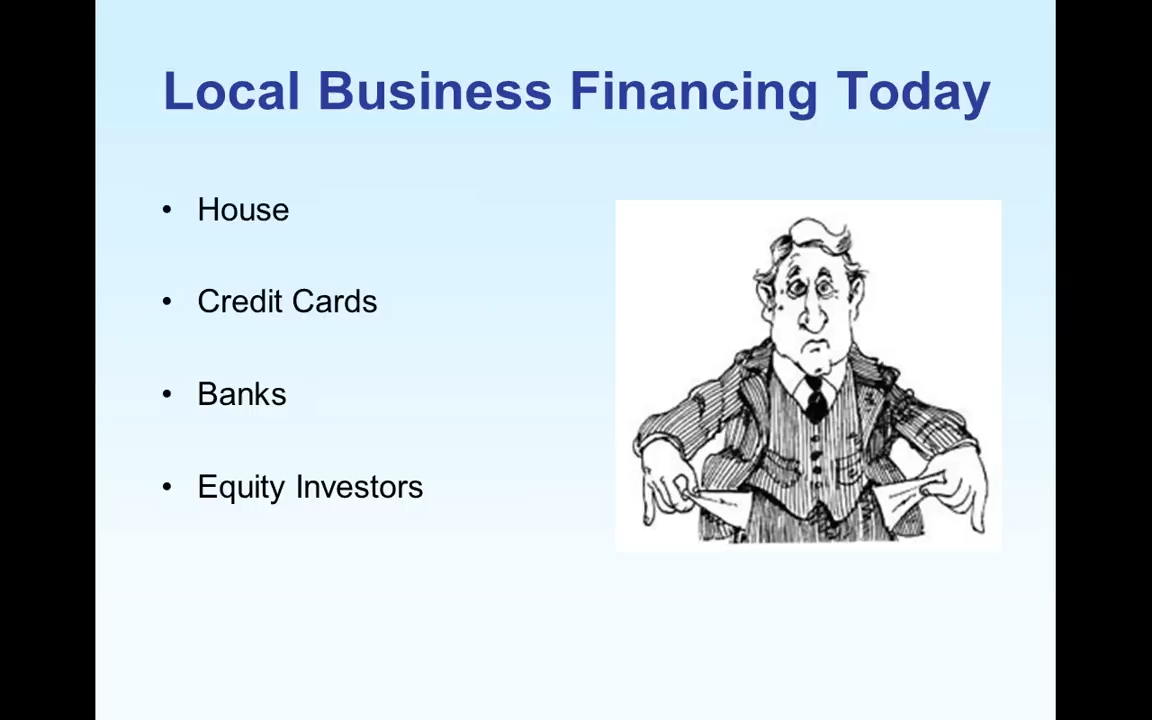 Local Business Financing Today
• House
• Credit Cards
• Banks
• Equity Investors